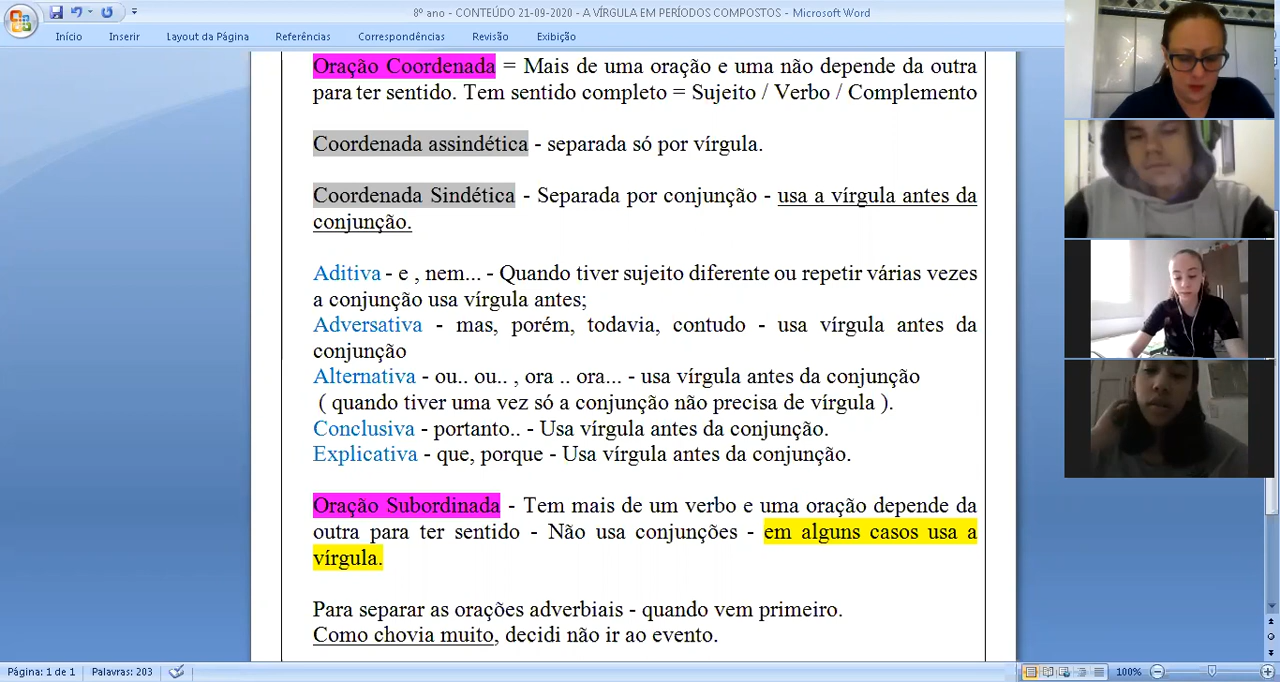 8º ano - CONTEÚDO 21-09-2020 - A VÍRGULA EM PERÍODOS COMPOSTOS - Microsoft Word
Início Inserir Layout da Página Referências Correspondências Revisão Exibição
Oração Coordenada = Mais de uma oração e uma não depende da outra
para ter sentido. Tem sentido completo = Sujeito / Verbo / Complemento
Coordenada assindética - separada só por vírgula.
Coordenada Sindética - Separada por conjunção - usa a vírgula antes da
conjunção.
Aditiva - e , nem... - Quando tiver sujeito diferente ou repetir várias vezes
a conjunção usa vírgula antes;
Adversativa - mas, porém, todavia, contudo - usa vírgula antes da
conjunção
Alternativa - ou.. ou.. , ora .. ora... - usa vírgula antes da conjunção
( quando tiver uma vez só a conjunção não precisa de vírgula ).
Conclusiva - portanto.. - Usa vírgula antes da conjunção.
Explicativa - que, porque - Usa vírgula antes da conjunção.
Oração Subordinada - Tem mais de um verbo e uma oração depende da
outra para ter sentido - Não usa conjunções - em alguns casos usa a
vírgula.
Para separar as orações adverbiais - quando vem primeiro.
Como chovia muito, decidi não ir ao evento.
Página: 1 de 1 Palavras: 203 100%